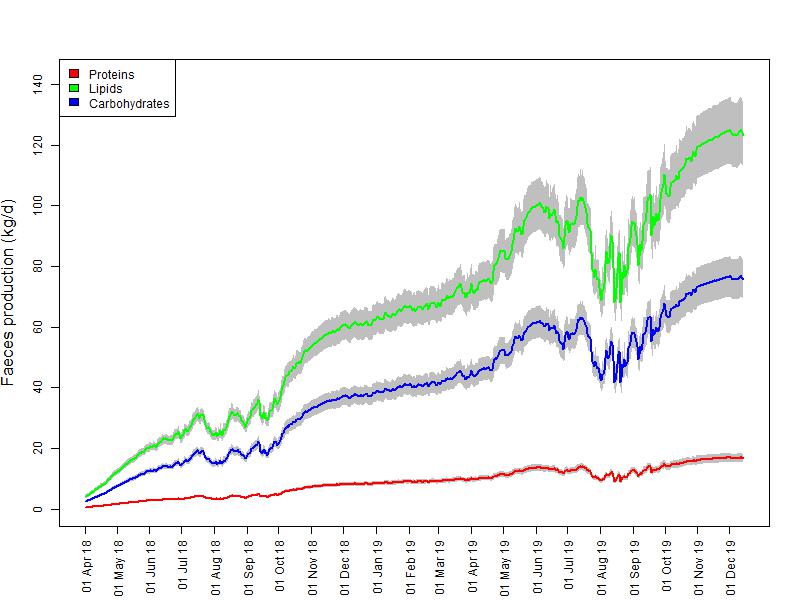 Proteins
Lipids
Carbohydrates
Faeces production (kg/d)
140
120
100
80
60
40
20
0
01 Apr 18
01 May 18
01 Jun 18
01 Jul 18
01 Aug 18
01 Sep 18
01 Oct 18
01 Nov 18
01 Dec 18
01 Jan 19
01 Feb 19
01 Mar 19
01 Apr 19
01 May 19
01 Jun 19
01 Jul 19
01 Aug 19
01 Sep 19
01 Oct 19
01 Nov 19
01 Dec 19